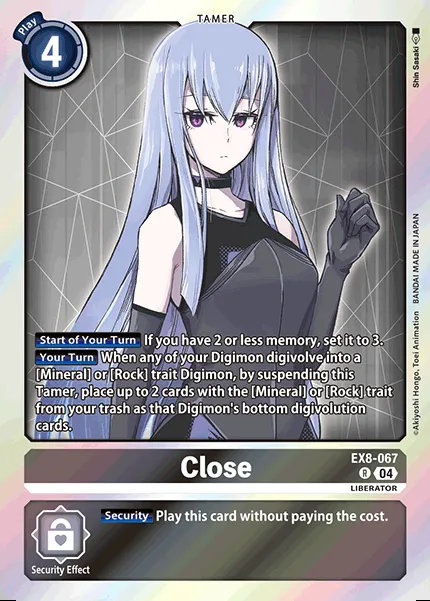 TAMER
Play
4
Shin Sasaki
Start of Your Turn If you have 2 or less memory, set it to 3.
Your Turn When any of your Digimon digivolve into a
[Mineral] or [Rock] trait Digimon, by suspending this
Tamer, place up to 2 cards with the [Mineral] or [Rock] trait
from your trash as that Digimon's bottom digivolution
cards.
©Akiyoshi Hongo, Toei Animation BANDAI MADE IN JAPAN
Close
EX8-067
R 04
LIBERATOR
Security Play this card without paying the cost.
Security Effect